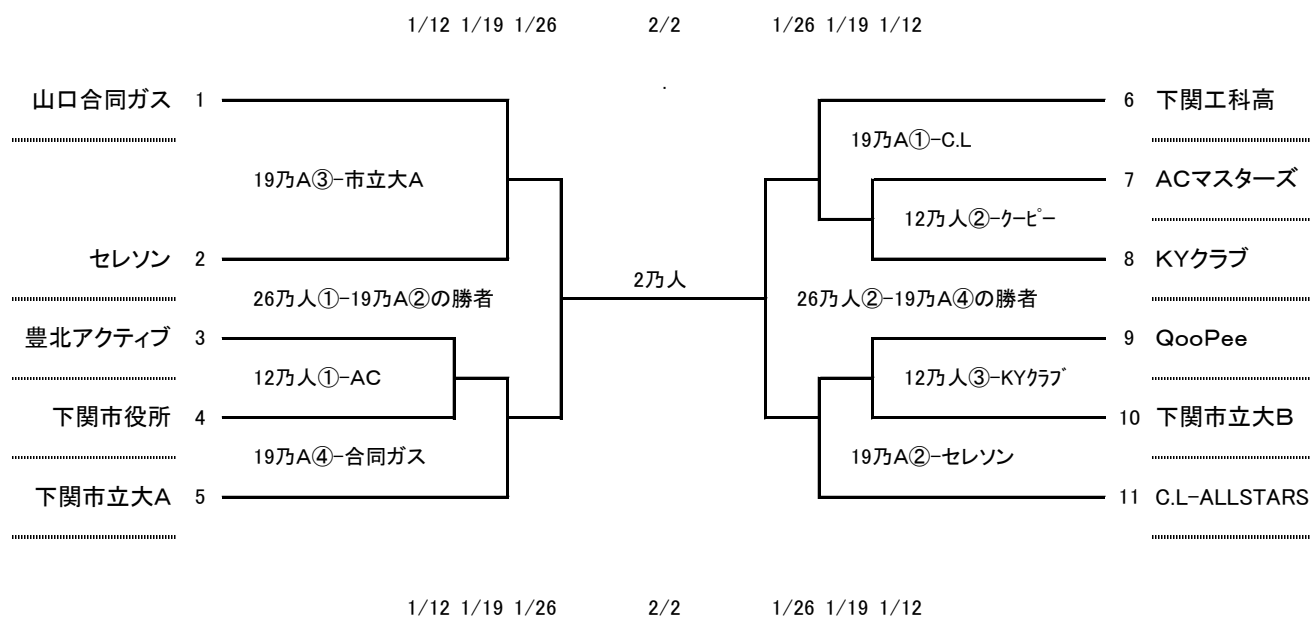 1/12 1/19 1/26 2/2 1/26 1/19 1/12
山口合同ガス 1
6 下関工科高
19乃A①-C.L
19乃A③-市立大A
7 ACマスターズ
12乃人②-ｸｰﾋﾟｰ
セレソン 2
8 KYクラブ
2乃人
26乃人①-19乃A②の勝者
26乃人②-19乃A④の勝者
豊北アクティブ 3
9 QooPee
12乃人①-AC
12乃人③-KYｸﾗﾌﾞ
下関市役所 4
10 下関市立大B
19乃A④-合同ガス
19乃A②-セレソン
下関市立大A 5
11 C.L-ALLSTARS
1/12 1/19 1/26 2/2 1/26 1/19 1/12